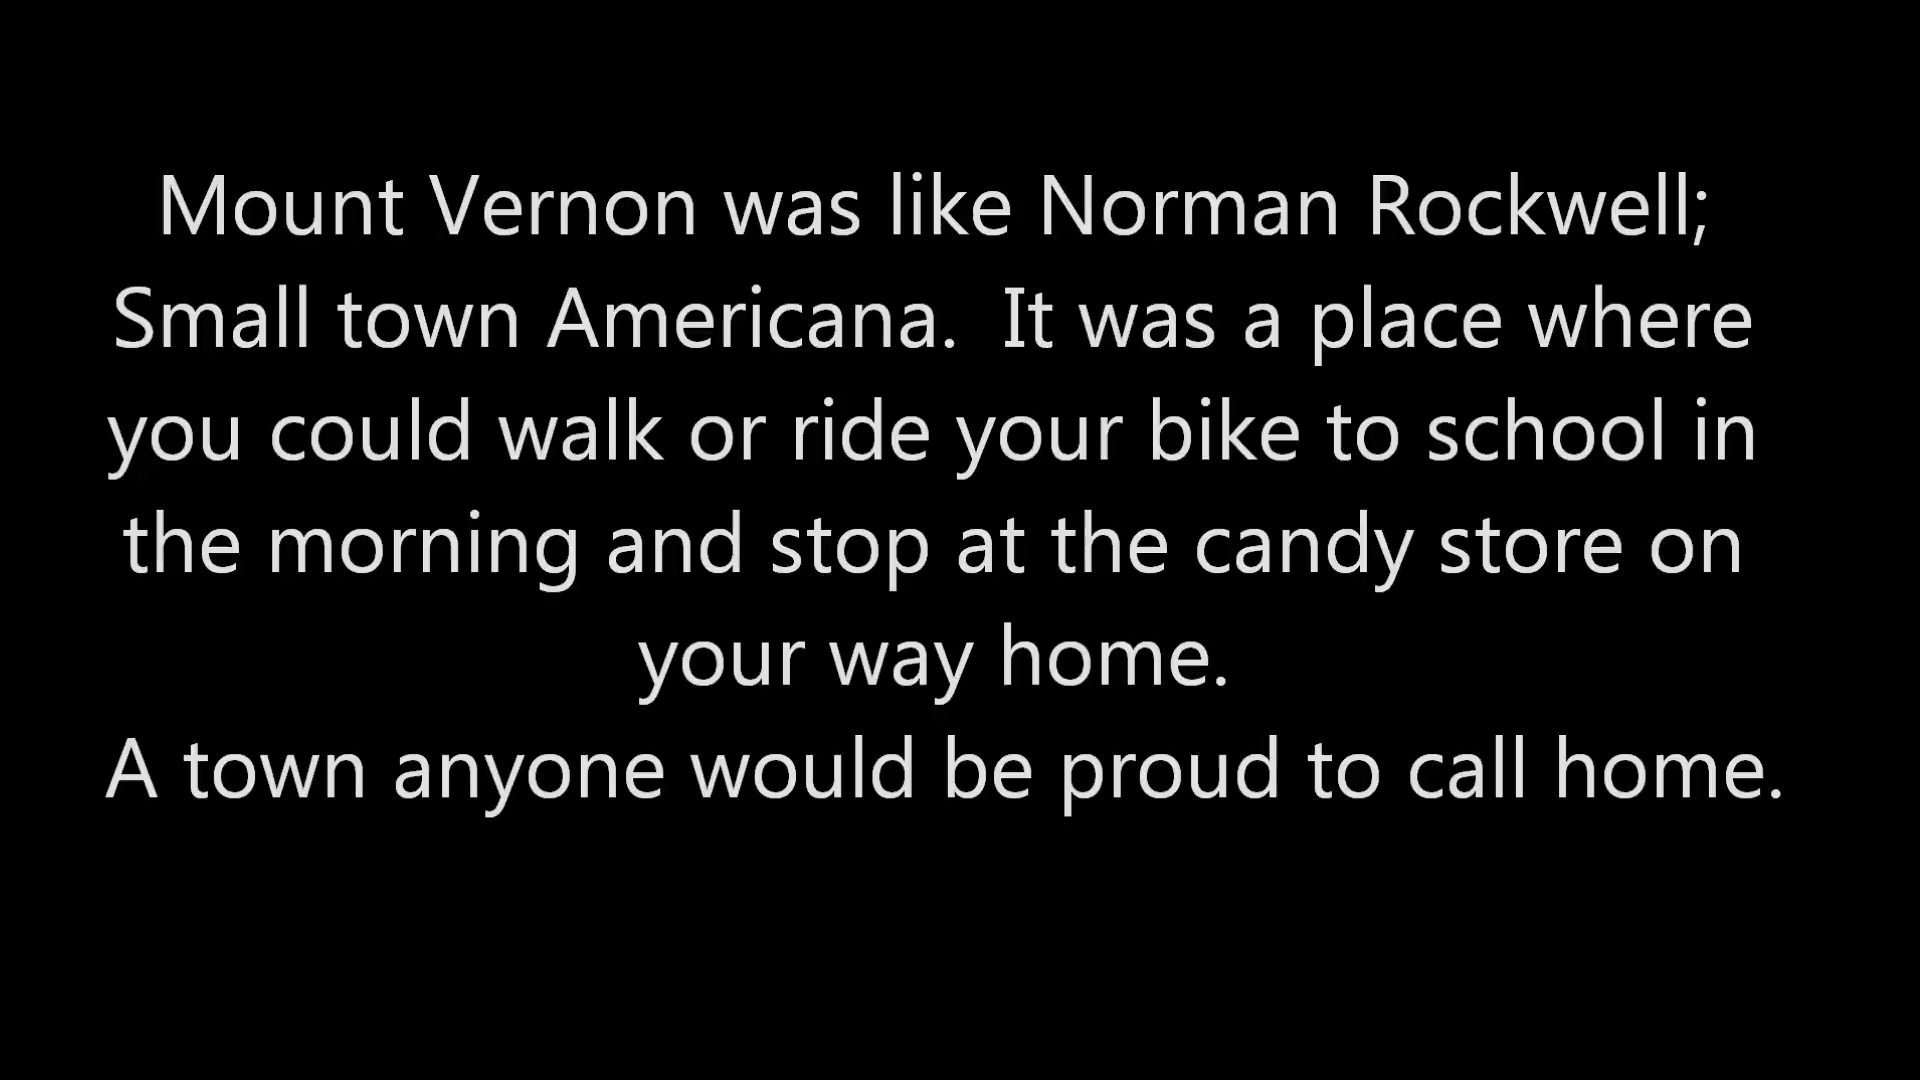 Mount Vernon was like Norman Rockwell;
Small town Americana.  It was a place where
you could walk or ride your bike to school in
the morning and stop at the candy store on
your way home.
A town anyone would be proud to call home.